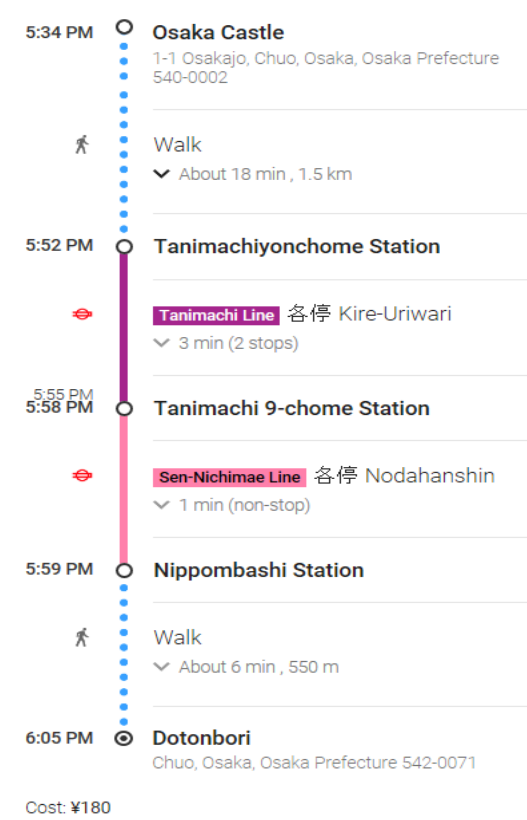 5:34 PM Osaka Castle
1-1 Osakajo, Chuo, Osaka, Osaka Prefecture
540-0002
Walk
About 18 min , 1.5 km
5:52 PM Tanimachiyonchome Station
Tanimachi Line 各停 Kire-Uriwari
3 min (2 stops)
5:55 PM
5:58 PM Tanimachi 9-chome Station
Sen-Nichimae Line 各停 Nodahanshin
1 min (non-stop)
5:59 PM Nippombashi Station
Walk
About 6 min , 550 m
6:05 PM Dotonbori
Chuo, Osaka, Osaka Prefecture 542-0071
Cost: ¥180